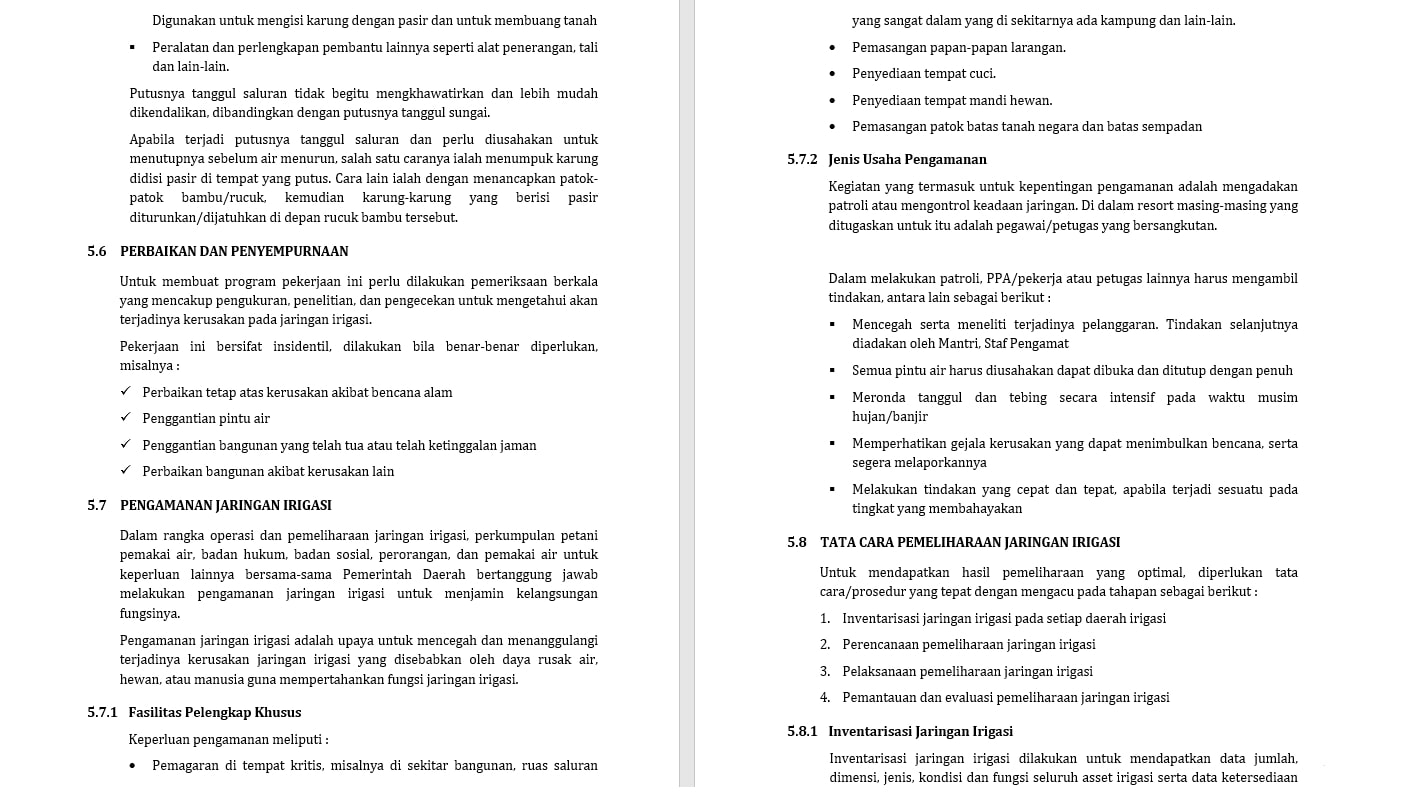 Digunakan untuk mengisi karung dengan pasir dan untuk membuang tanah
▪ Peralatan dan perlengkapan pembantu lainnya seperti alat penerangan, tali
dan lain-lain.
Putusnya tanggul saluran tidak begitu mengkhawatirkan dan lebih mudah
dikendalikan, dibandingkan dengan putusnya tanggul sungai.
Apabila terjadi putusnya tanggul saluran dan perlu diusahakan untuk
menutupnya sebelum air menurun, salah satu caranya ialah menumpuk karung
didisi pasir di tempat yang putus. Cara lain ialah dengan menancapkan patok-
patok bambu/rucuk, kemudian karung-karung yang berisi pasir
diturunkan/dijatuhkan di depan rucuk bambu tersebut.
5.6 PERBAIKAN DAN PENYEMPURNAAN
Untuk membuat program pekerjaan ini perlu dilakukan pemeriksaan berkala
yang mencakup pengukuran, penelitian, dan pengecekan untuk mengetahui akan
terjadinya kerusakan pada jaringan irigasi.
Pekerjaan ini bersifat insidentil, dilakukan bila benar-benar diperlukan,
misalnya :
✓ Perbaikan tetap atas kerusakan akibat bencana alam
✓ Penggantian pintu air
✓ Penggantian bangunan yang telah tua atau telah ketinggalan jaman
✓ Perbaikan bangunan akibat kerusakan lain
5.7 PENGAMANAN JARINGAN IRIGASI
Dalam rangka operasi dan pemeliharaan jaringan irigasi, perkumpulan petani
pemakai air, badan hukum, badan sosial, perorangan, dan pemakai air untuk
keperluan lainnya bersama-sama Pemerintah Daerah bertanggung jawab
melakukan pengamanan jaringan irigasi untuk menjamin kelangsungan
fungsinya.
Pengamanan jaringan irigasi adalah upaya untuk mencegah dan menanggulangi
terjadinya kerusakan jaringan irigasi yang disebabkan oleh daya rusak air,
hewan, atau manusia guna mempertahankan fungsi jaringan irigasi.
5.7.1 Fasilitas Pelengkap Khusus
Keperluan pengamanan meliputi :
• Pemagaran di tempat kritis, misalnya di sekitar bangunan, ruas saluran
yang sangat dalam yang di sekitarnya ada kampung dan lain-lain.
• Pemasangan papan-papan larangan.
• Penyediaan tempat cuci.
• Penyediaan tempat mandi hewan.
• Pemasangan patok batas tanah negara dan batas sempadan
5.7.2 Jenis Usaha Pengamanan
Kegiatan yang termasuk untuk kepentingan pengamanan adalah mengadakan
patroli atau mengontrol keadaan jaringan. Di dalam resort masing-masing yang
ditugaskan untuk itu adalah pegawai/petugas yang bersangkutan.
Dalam melakukan patroli, PPA/pekerja atau petugas lainnya harus mengambil
tindakan, antara lain sebagai berikut :
▪ Mencegah serta meneliti terjadinya pelanggaran. Tindakan selanjutnya
diadakan oleh Mantri, Staf Pengamat
▪ Semua pintu air harus diusahakan dapat dibuka dan ditutup dengan penuh
▪ Meronda tanggul dan tebing secara intensif pada waktu musim
hujan/banjir
▪ Memperhatikan gejala kerusakan yang dapat menimbulkan bencana, serta
segera melaporkannya
▪ Melakukan tindakan yang cepat dan tepat, apabila terjadi sesuatu pada
tingkat yang membahayakan
5.8 TATA CARA PEMELIHARAAN JARINGAN IRIGASI
Untuk mendapatkan hasil pemeliharaan yang optimal, diperlukan tata
cara/prosedur yang tepat dengan mengacu pada tahapan sebagai berikut :
1. Inventarisasi jaringan irigasi pada setiap daerah irigasi
2. Perencanaan pemeliharaan jaringan irigasi
3. Pelaksanaan pemeliharaan jaringan irigasi
4. Pemantauan dan evaluasi pemeliharaan jaringan irigasi
5.8.1 Inventarisasi Jaringan Irigasi
Inventarisasi jaringan irigasi dilakukan untuk mendapatkan data jumlah,
dimensi, jenis, kondisi dan fungsi seluruh asset irigasi serta data ketersediaan